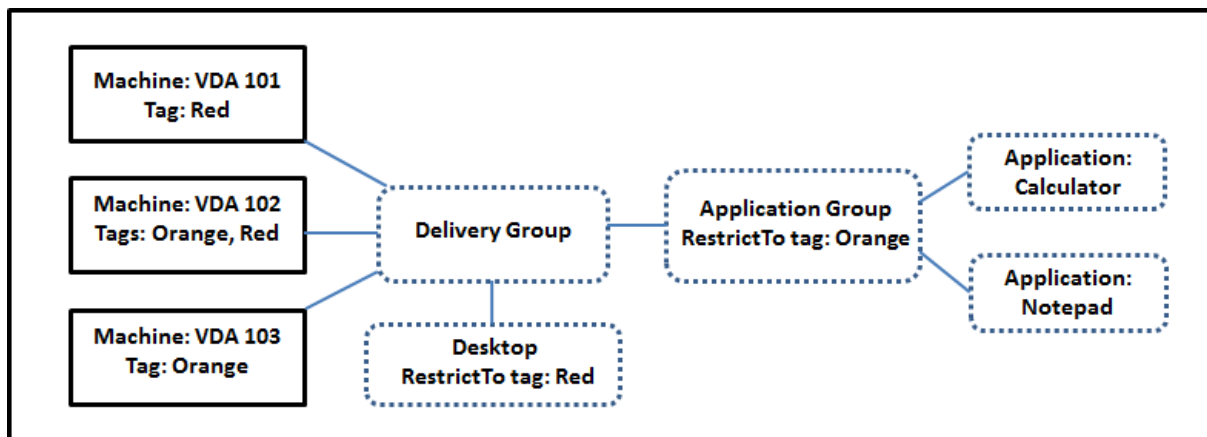 Machine: VDA 101
Tag: Red
Machine: VDA 102
Tags: Orange, Red
Machine: VDA 103
Tag: Orange
Delivery Group
Desktop
RestrictTo tag: Red
Application Group
RestrictTo tag: Orange
Application:
Calculator
Application:
Notepad